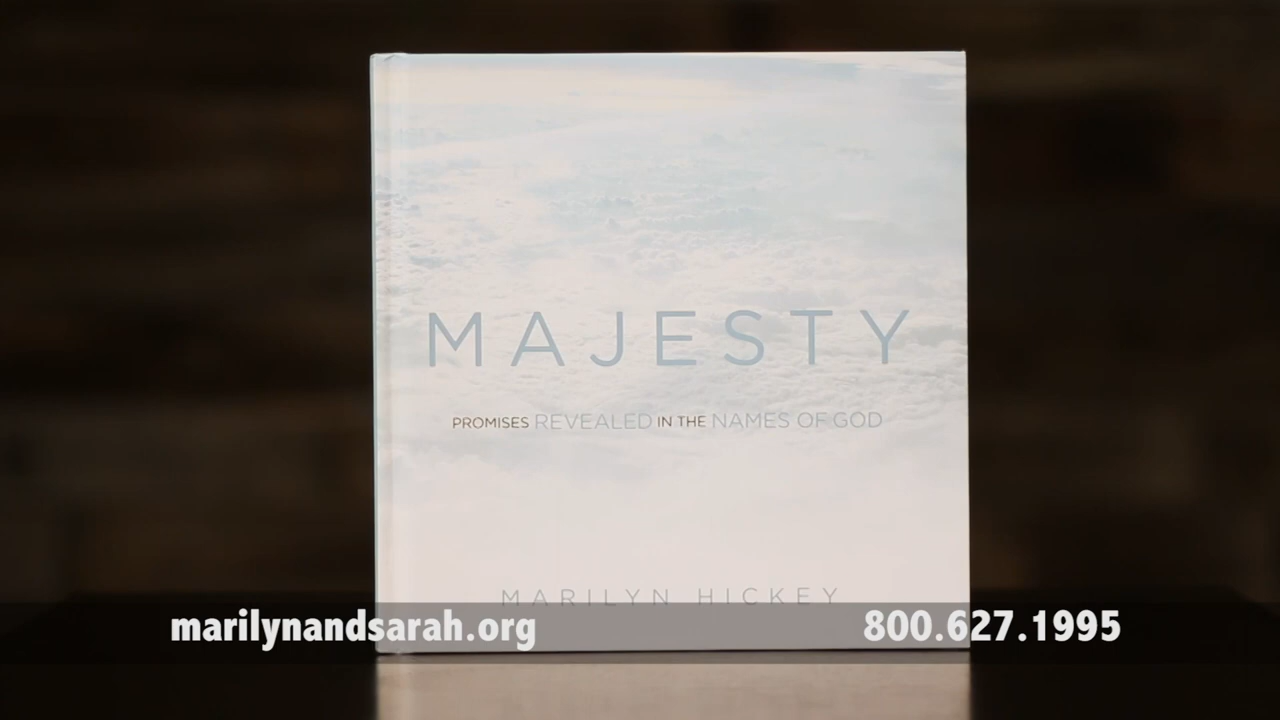 MAJESTY
PROMISES REVEALED IN THE NAMES OF GOD
MARILYN HICKEY
marilynandsarah.org 800.627.1995